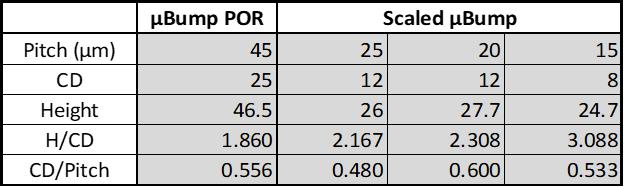 µBump POR Scaled µBump
Pitch (µm) 45 25 20 15
CD 25 12 12 8
Height 46.5 26 27.7 24.7
H/CD 1.860 2.167 2.308 3.088
CD/Pitch 0.556 0.480 0.600 0.533